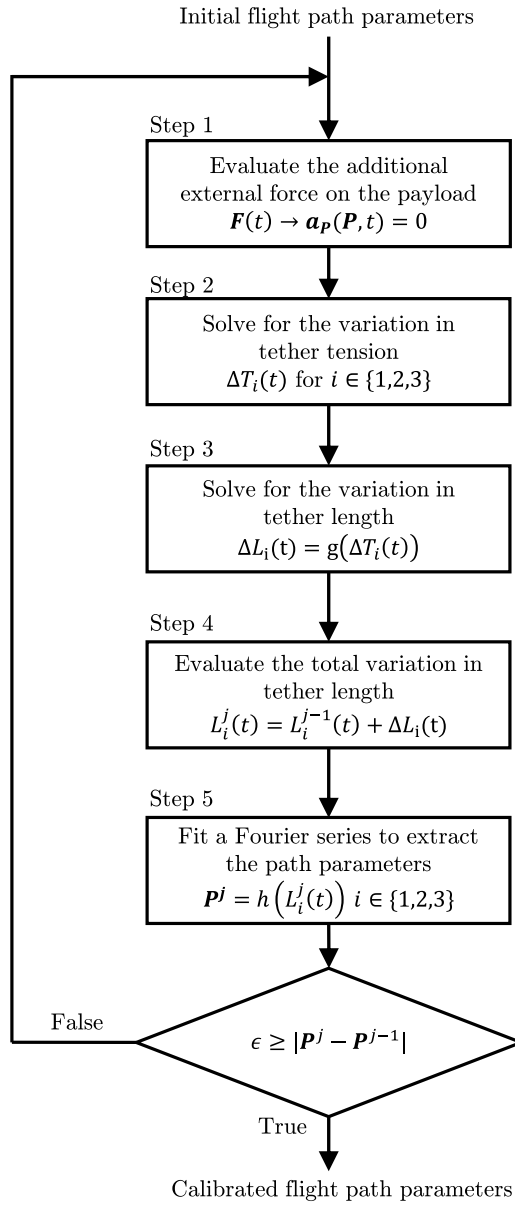 Initial flight path parameters
Step 1
Evaluate the additional
external force on the payload
𝑭(t) → 𝒂_𝑷(𝑷, t) = 0
Step 2
Solve for the variation in
tether tension
ΔT_i(t) for i ∈ {1,2,3}
Step 3
Solve for the variation in
tether length
ΔL_i(t) = g(ΔT_i(t))
Step 4
Evaluate the total variation in
tether length
L_i^j(t) = L_i^{j−1}(t) + ΔL_i(t)
Step 5
Fit a Fourier series to extract
the path parameters
𝑷^𝒋 = h(L_i^j(t)) i ∈ {1,2,3}
False
ϵ ≥ |𝑷^j − 𝑷^{j−1}|
True
Calibrated flight path parameters